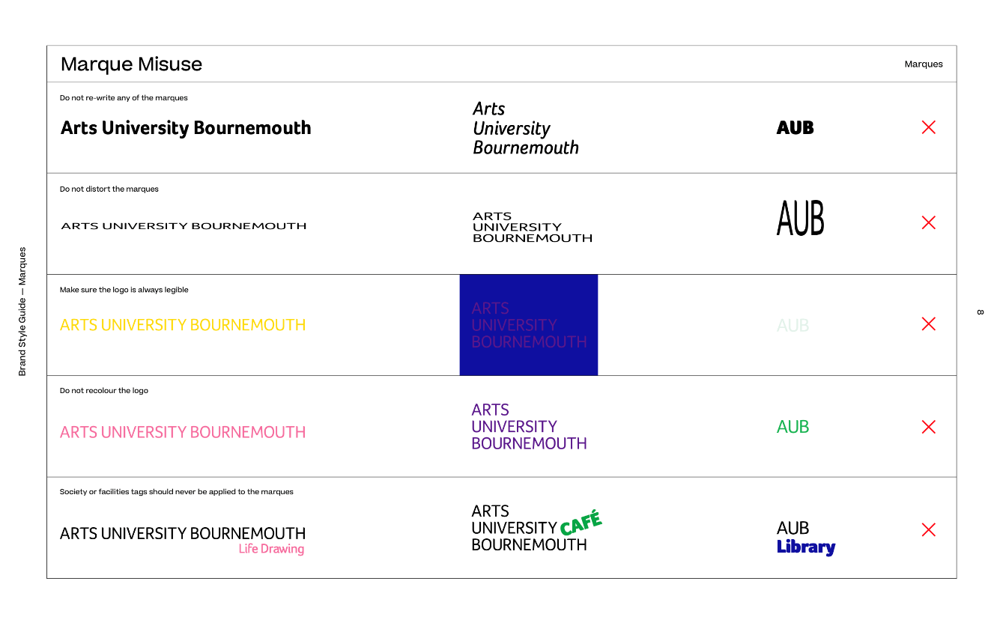 Marque Misuse
Marques
Do not re-write any of the marques
Arts University Bournemouth
Arts
University
Bournemouth
AUB
Do not distort the marques
ARTS UNIVERSITY BOURNEMOUTH
ARTS
UNIVERSITY
BOURNEMOUTH
AUB
Make sure the logo is always legible
ARTS UNIVERSITY BOURNEMOUTH
ARTS
UNIVERSITY
BOURNEMOUTH
AUB
Do not recolour the logo
ARTS UNIVERSITY BOURNEMOUTH
ARTS
UNIVERSITY
BOURNEMOUTH
AUB
Society or facilities tags should never be applied to the marques
ARTS UNIVERSITY BOURNEMOUTH
Life Drawing
ARTS
UNIVERSITY CAFÉ
BOURNEMOUTH
AUB
Library
Brand Style Guide — Marques
8